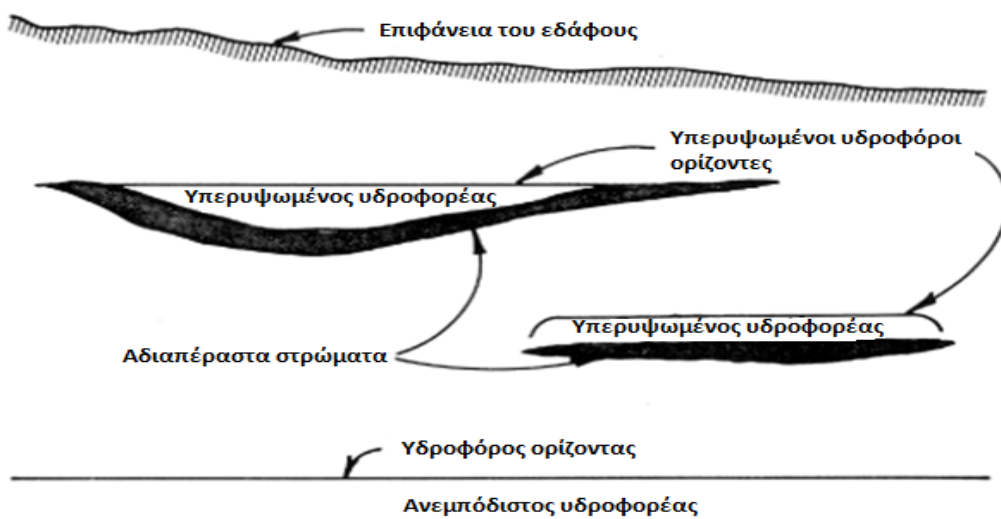 Επιφάνεια του εδάφους
Υπερυψωμένοι υδροφόροι
ορίζοντες
Υπερυψωμένος υδροφορέας
Υπερυψωμένος υδροφορέας
Αδιαπέραστα στρώματα
Υδροφόρος ορίζοντας
Ανεμπόδιστος υδροφορέας